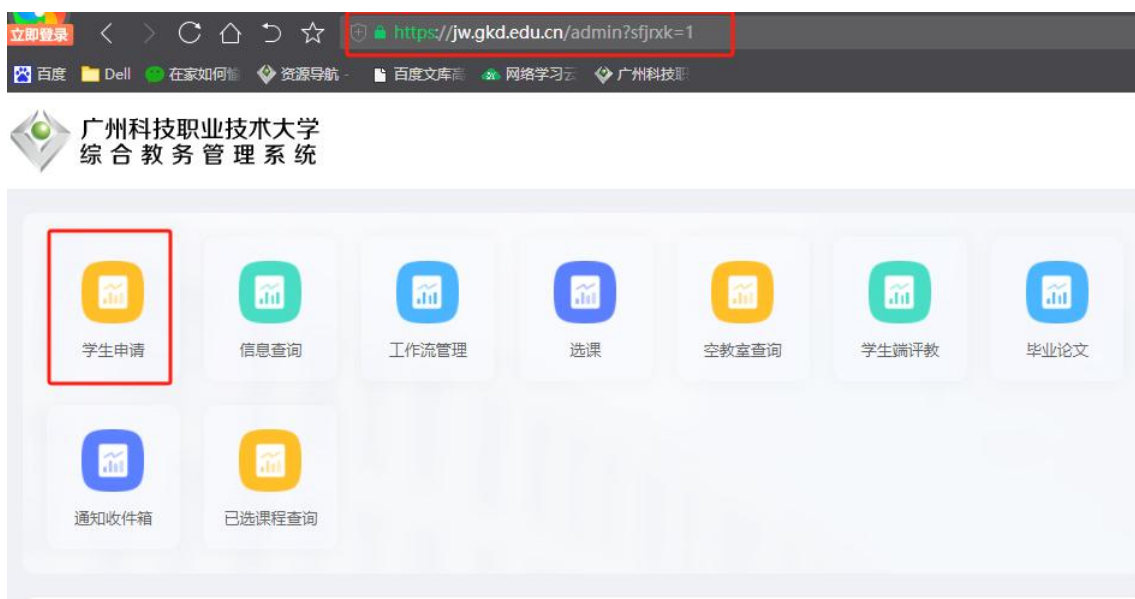 立即登录
https://jw.gkd.edu.cn/admin?sfjrxk=1
百度 Dell 在家如何 资源导航 - 百度文库高 网络学习云 广州科技职
广州科技职业技术大学
综合教务管理系统
学生申请 信息查询 工作流管理 选课 空教室查询 学生端评教 毕业论文
通知收件箱 已选课程查询